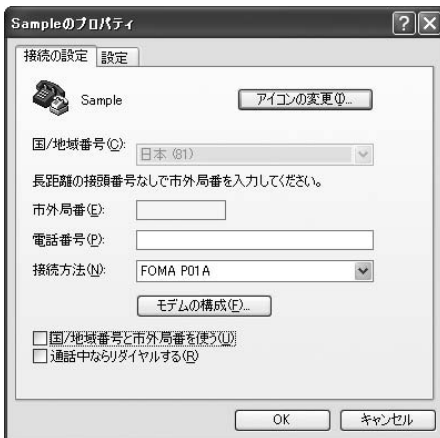 Sampleのプロパティ
接続の設定 設定
Sample アイコンの変更(I)...
国/地域番号(C): 日本 (81)
長距離の接頭番号なしで市外局番を入力してください。
市外局番(E):
電話番号(P):
接続方法(N): FOMA P01A
モデムの構成(F)...
国/地域番号と市外局番を使う(U)
通話中ならリダイヤルする(R)
OK キャンセル